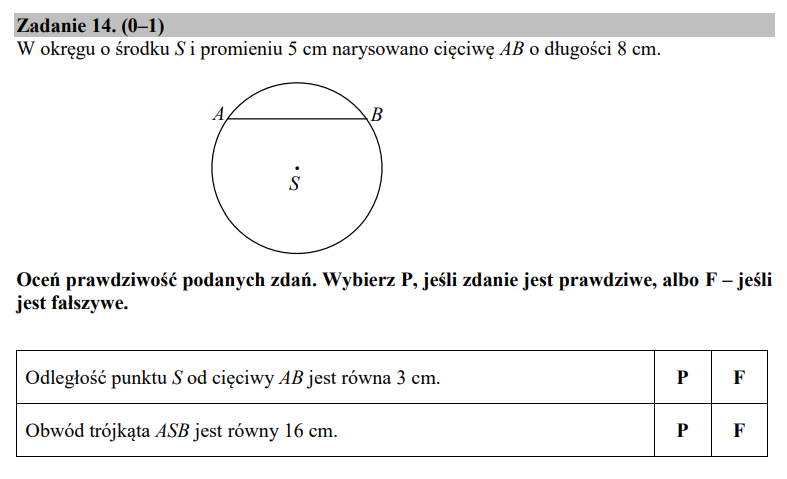 Zadanie 14. (0–1)
W okręgu o środku S i promieniu 5 cm narysowano cięciwę AB o długości 8 cm.
A
B
S
Oceń prawdziwość podanych zdań. Wybierz P, jeśli zdanie jest prawdziwe, albo F – jeśli
jest fałszywe.
Odległość punktu S od cięciwy AB jest równa 3 cm. P F
Obwód trójkąta ASB jest równy 16 cm. P F